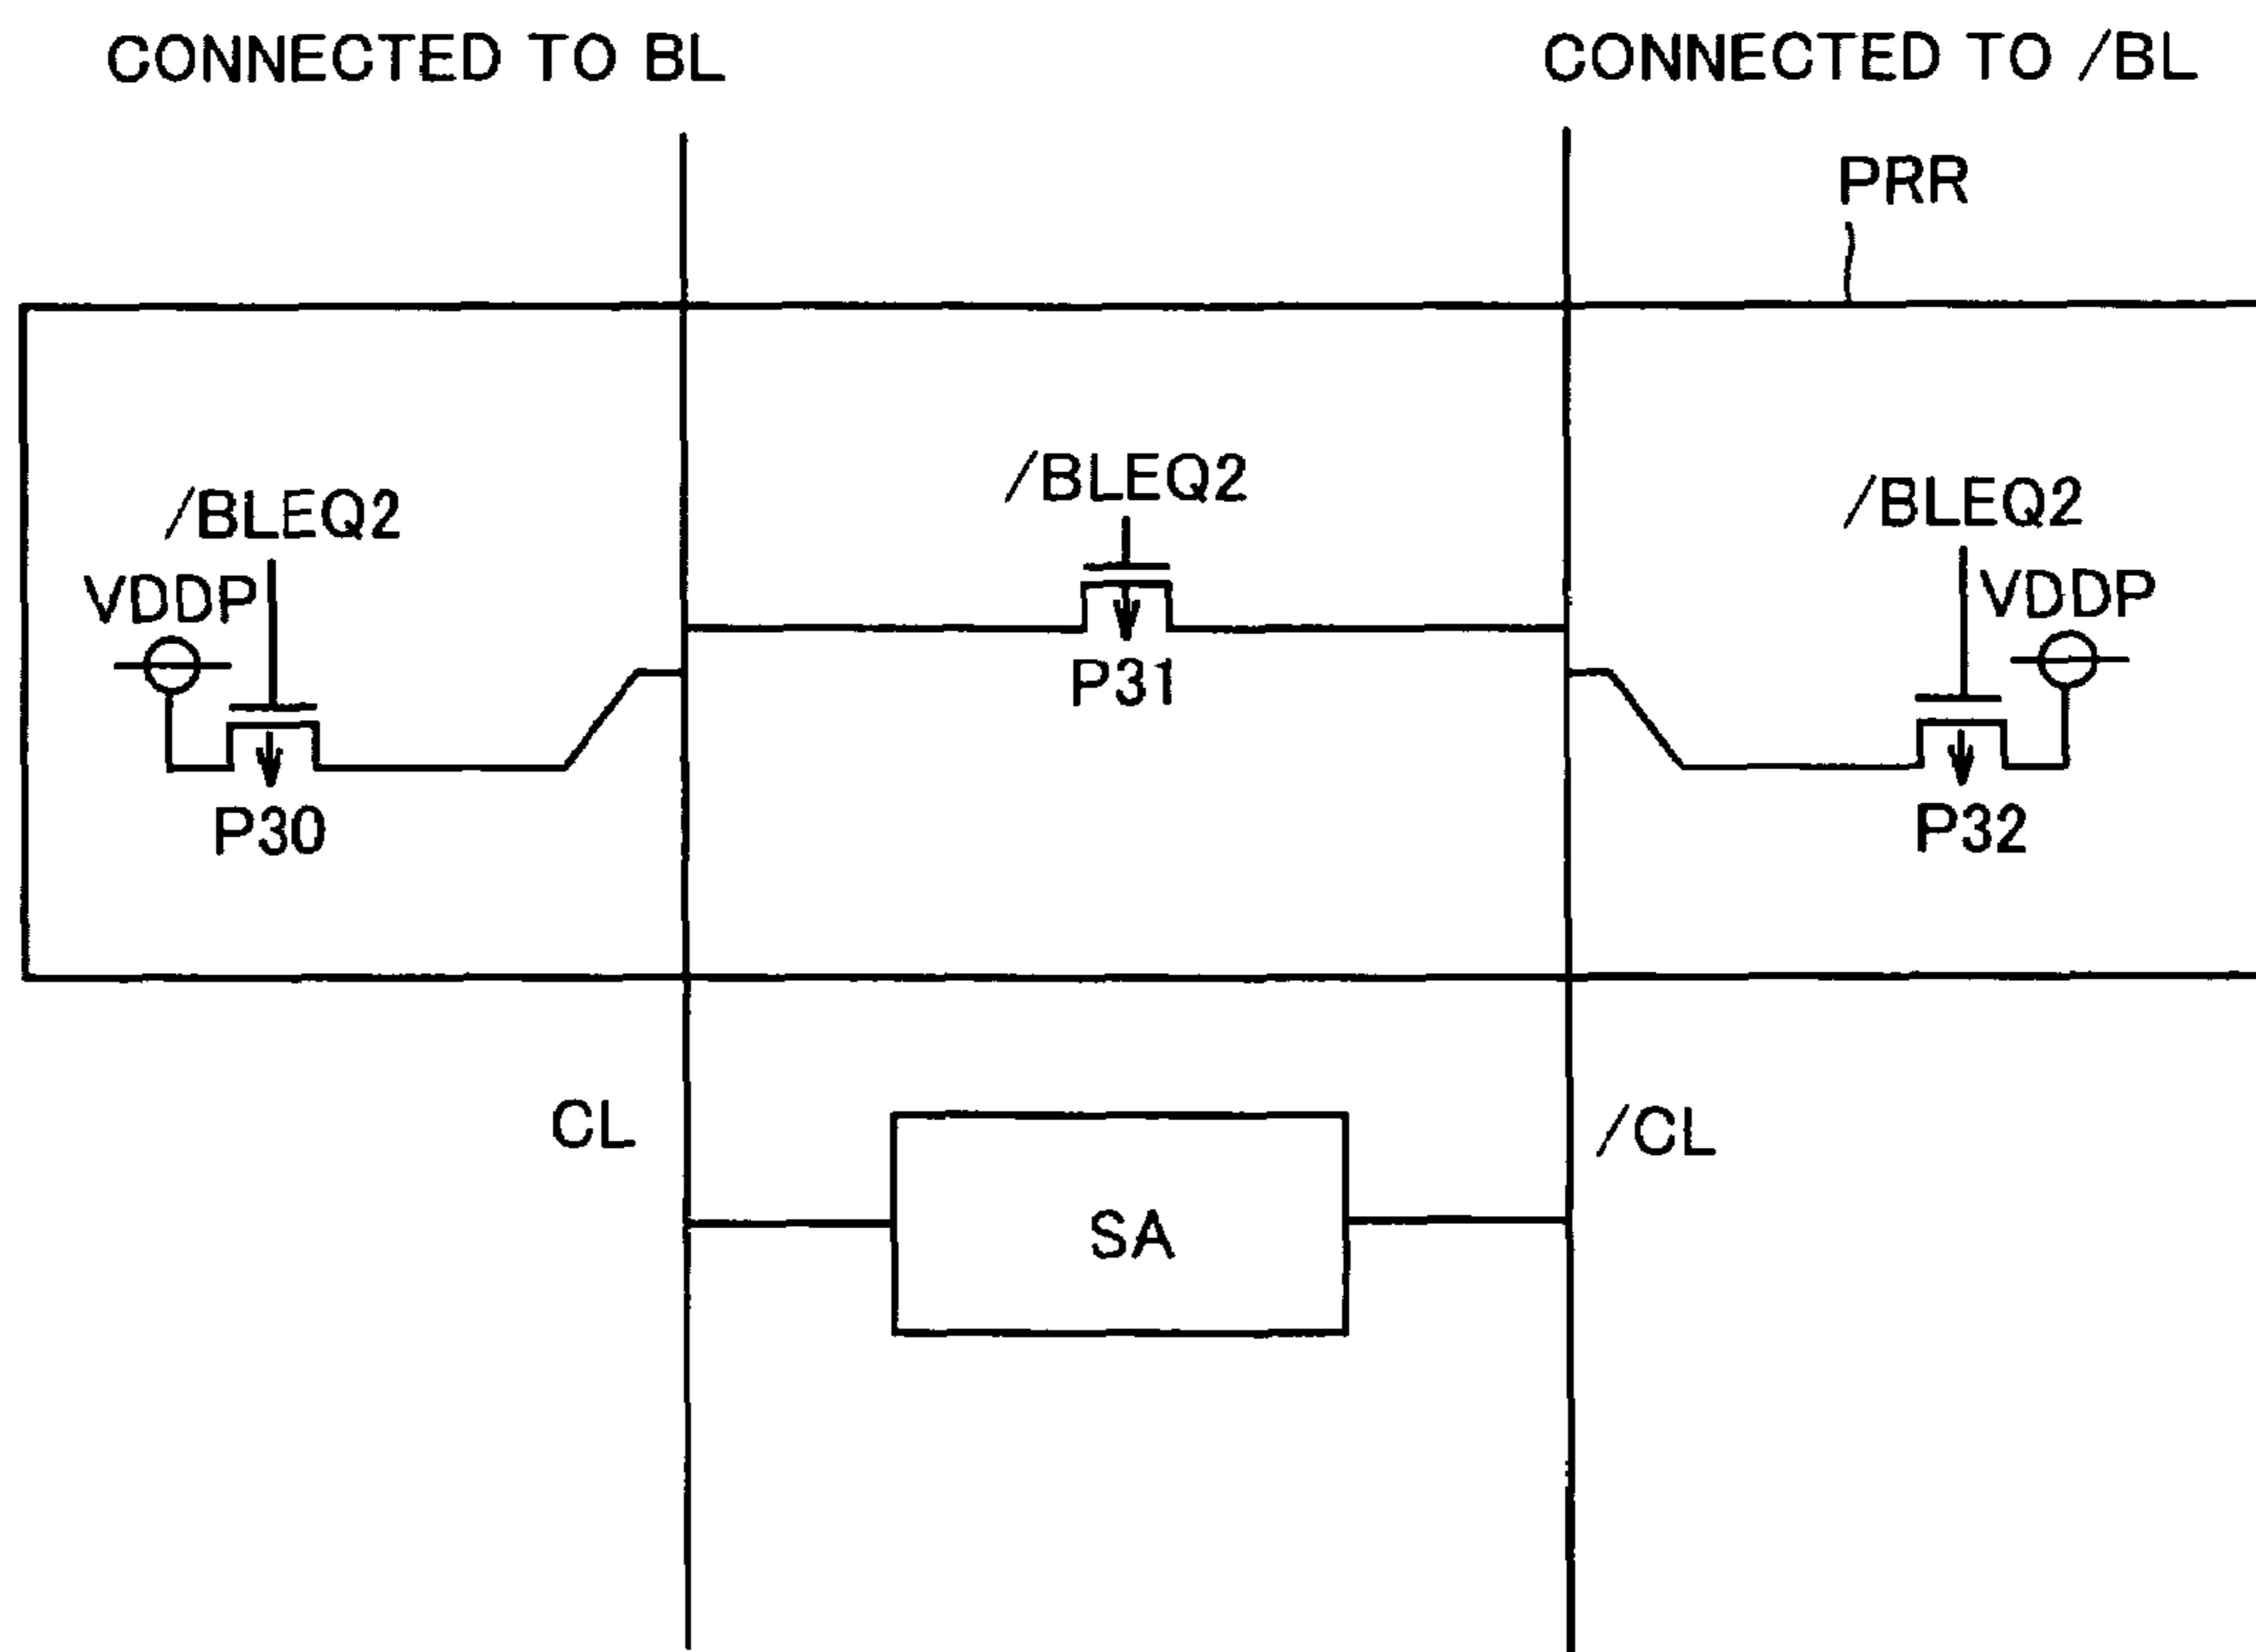 CONNECTED TO BL
CONNECTED TO /BL
PRR
/BLEQ2
/BLEQ2
/BLEQ2
VDDP
VDDP
P31
P30
P32
CL
/CL
SA